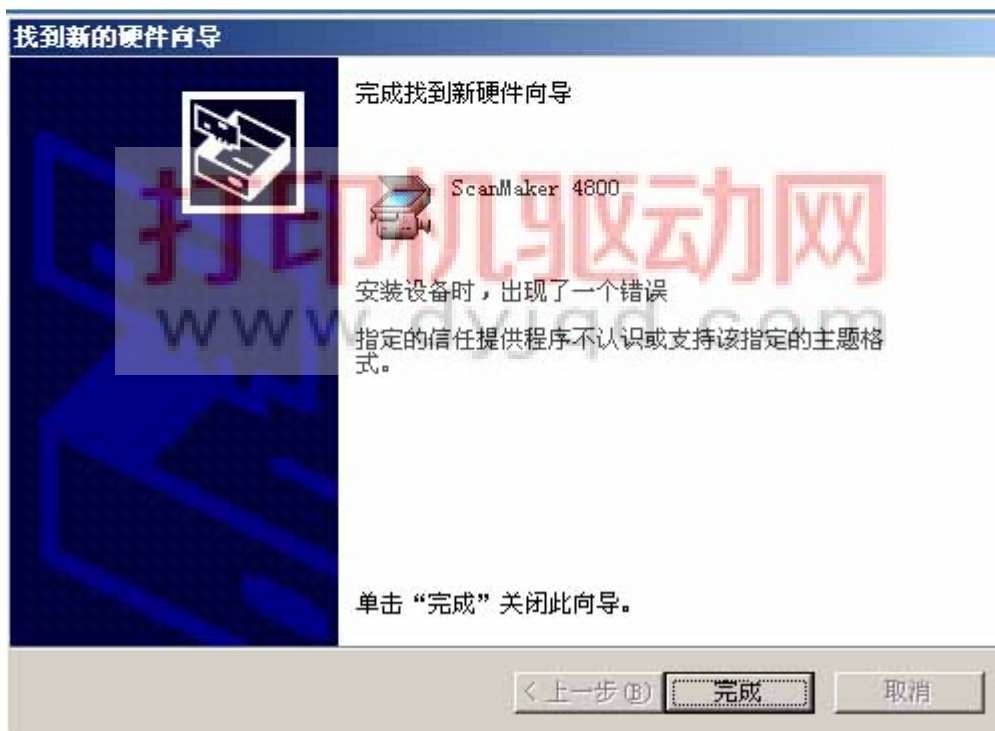 找到新的硬件向导
完成找到新硬件向导
ScanMaker 4800
打印机驱动网
安装设备时，出现了一个错误
www.dyjqd.com
指定的信任提供程序不认识或支持该指定的主题格
式。
单击“完成”关闭此向导。
< 上一步(B)
完成
取消